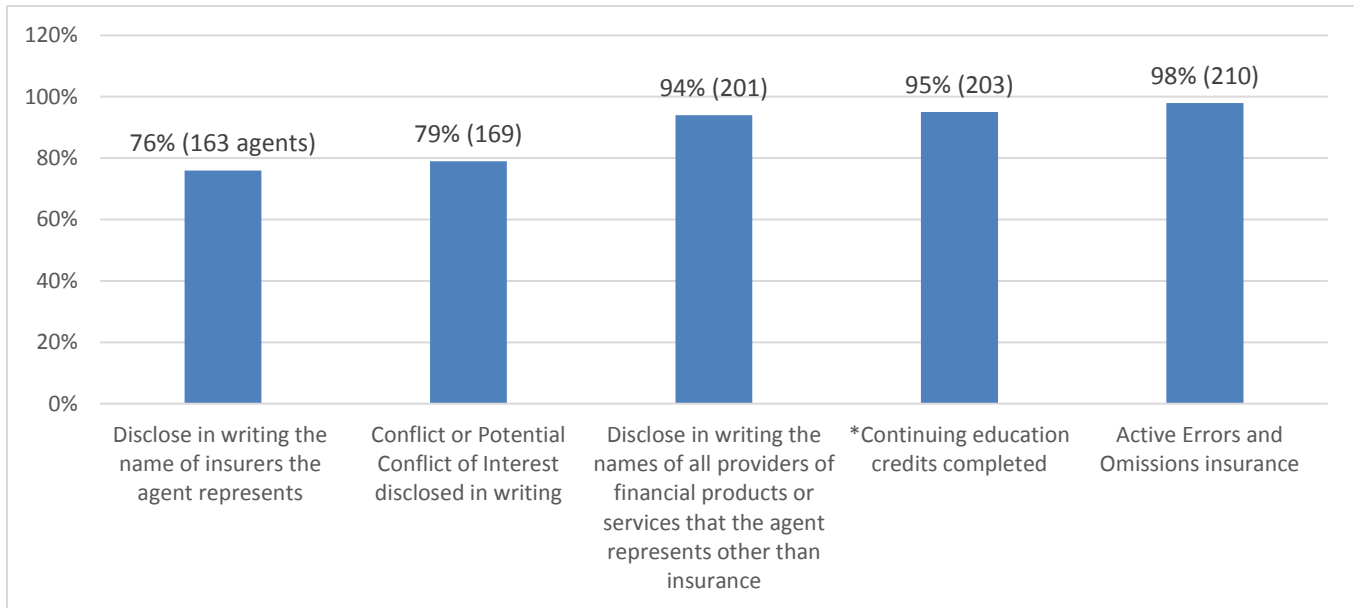 120%
100%
80%
60%
40%
20%
0%
76% (163 agents)
79% (169)
94% (201)
95% (203)
98% (210)
Disclose in writing the
name of insurers the
agent represents
Conflict or Potential
Conflict of Interest
disclosed in writing
Disclose in writing the
names of all providers of
financial products or
services that the agent
represents other than
insurance
*Continuing education
credits completed
Active Errors and
Omissions insurance